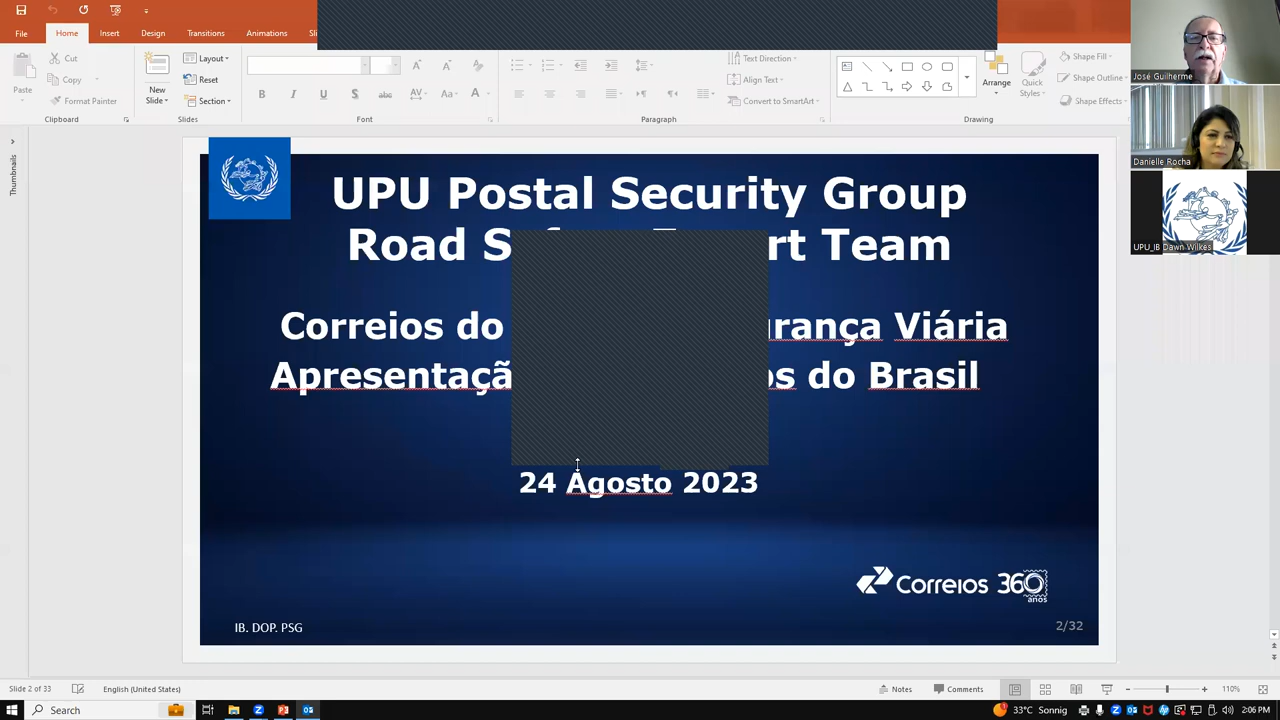 File
Home
Insert
Design
Transitions
Animations
Sli
Paste
Cut
Copy
Format Painter
New
Slide
Layout
Reset
Section
Text Direction
Align Text
Convert to SmartArt
Arrange
Quick
Styles
Shape Fill
Shape Outline
Shape Effects
Clipboard
Slides
Font
Paragraph
Drawing
José Guilherme
Danielle Rocha
UPU_IB Dawn Wilkes
Thumbnails
UPU Postal Security Group
Road S rt Team
Correios do urança Viária
Apresentaçã os do Brasil
24 Agosto 2023
Correios 360
anos
IB. DOP. PSG
2/32
Slide 2 of 33
English (United States)
Notes
Comments
110%
Search
33°C Sonnig
2:06 PM